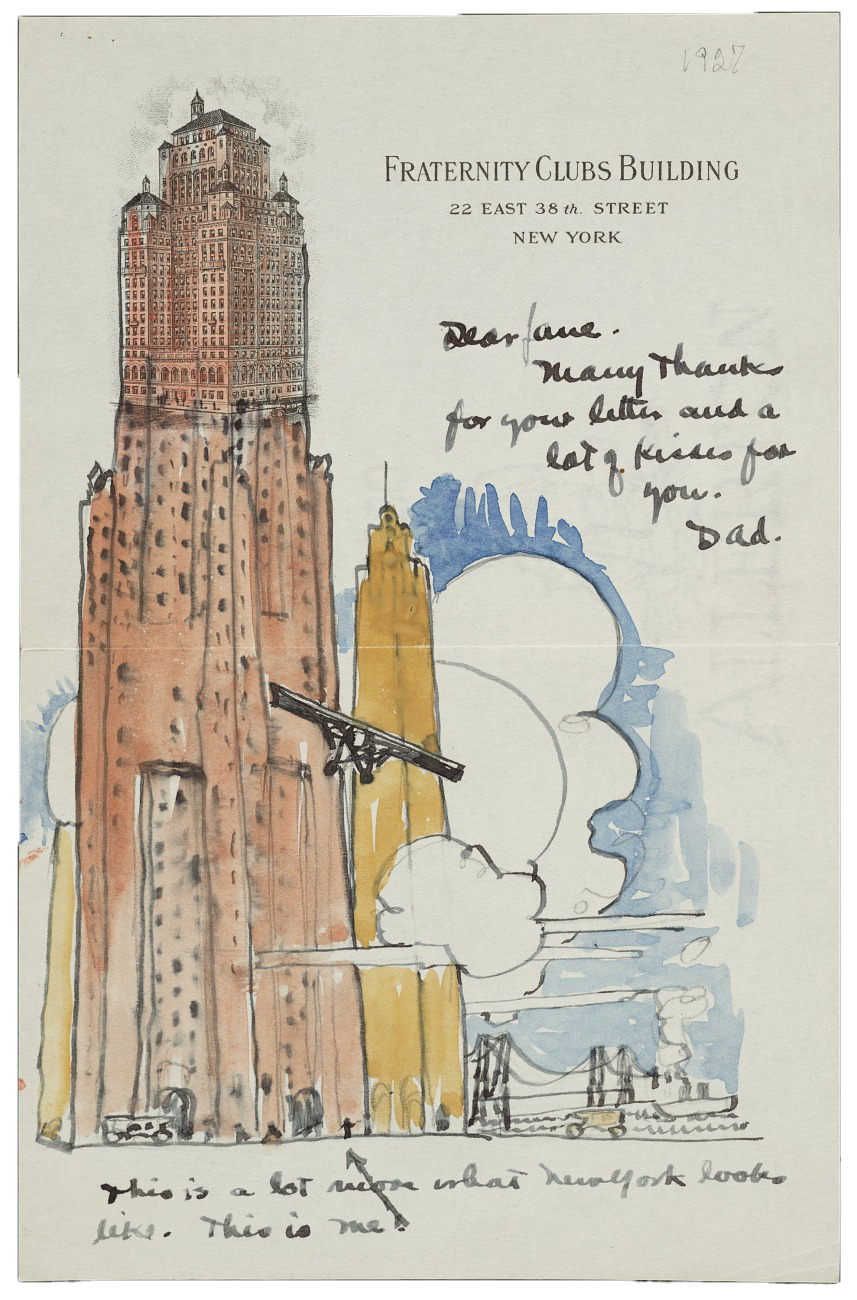 1927
FRATERNITY CLUBS BUILDING
22 EAST 38th. STREET
NEW YORK
Dear Jane.
Many Thanks
for your letter and a
lot of kisses for
you.
Dad.
This is a lot more what New York looks
like. This is me!